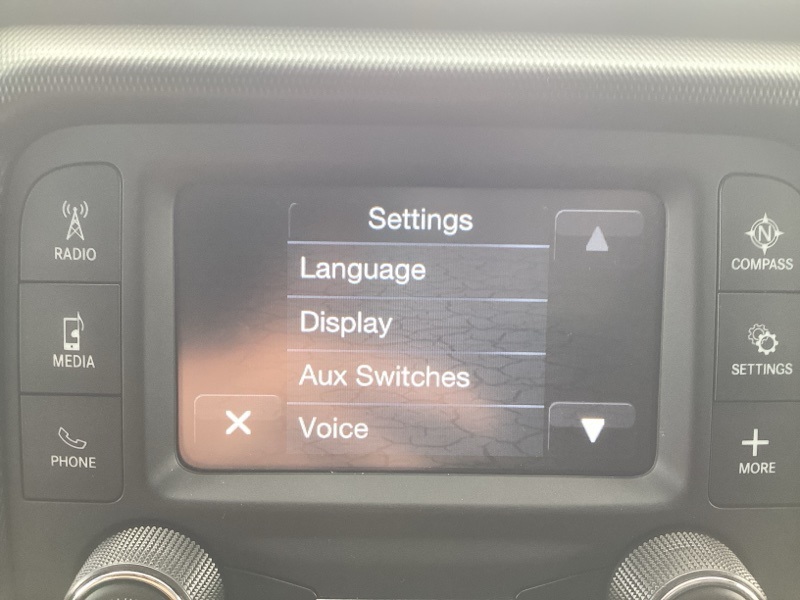 Settings
Language
Display
Aux Switches
Voice
RADIO
MEDIA
PHONE
N
COMPASS
SETTINGS
MORE